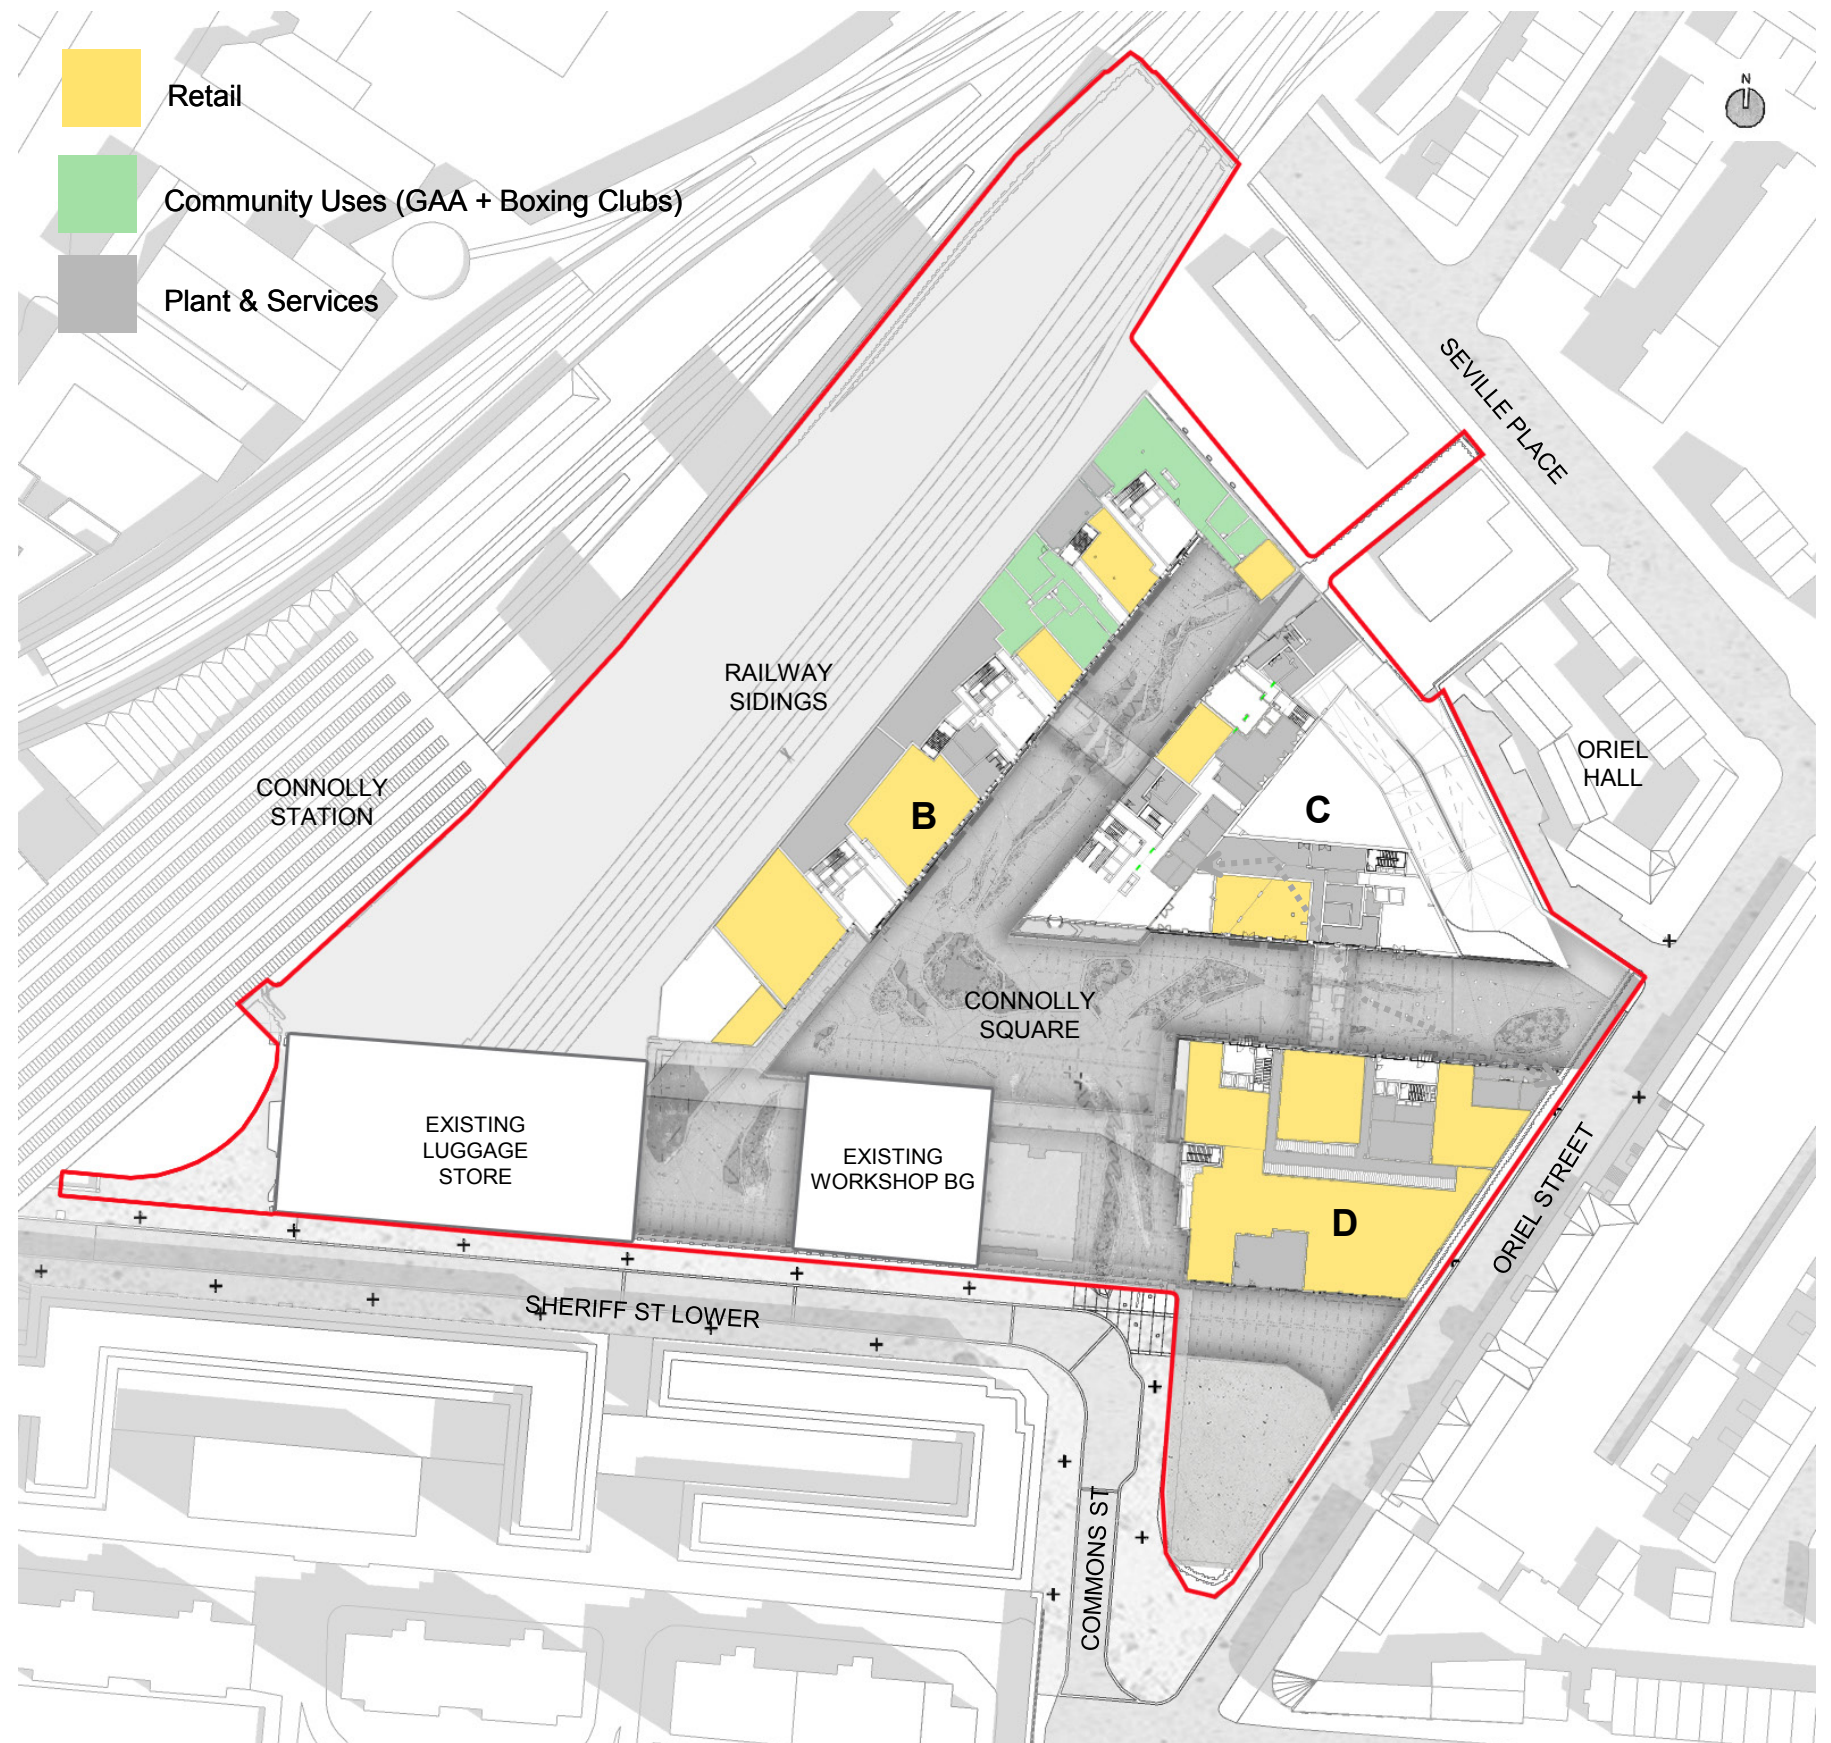 N
Retail
Community Uses (GAA + Boxing Clubs)
Plant & Services
SEVILLE PLACE
RAILWAY
SIDINGS
CONNOLLY
STATION
ORIEL
HALL
B
C
CONNOLLY
SQUARE
EXISTING
LUGGAGE
STORE
EXISTING
WORKSHOP BG
D
ORIEL STREET
SHERIFF ST LOWER
COMMONS ST